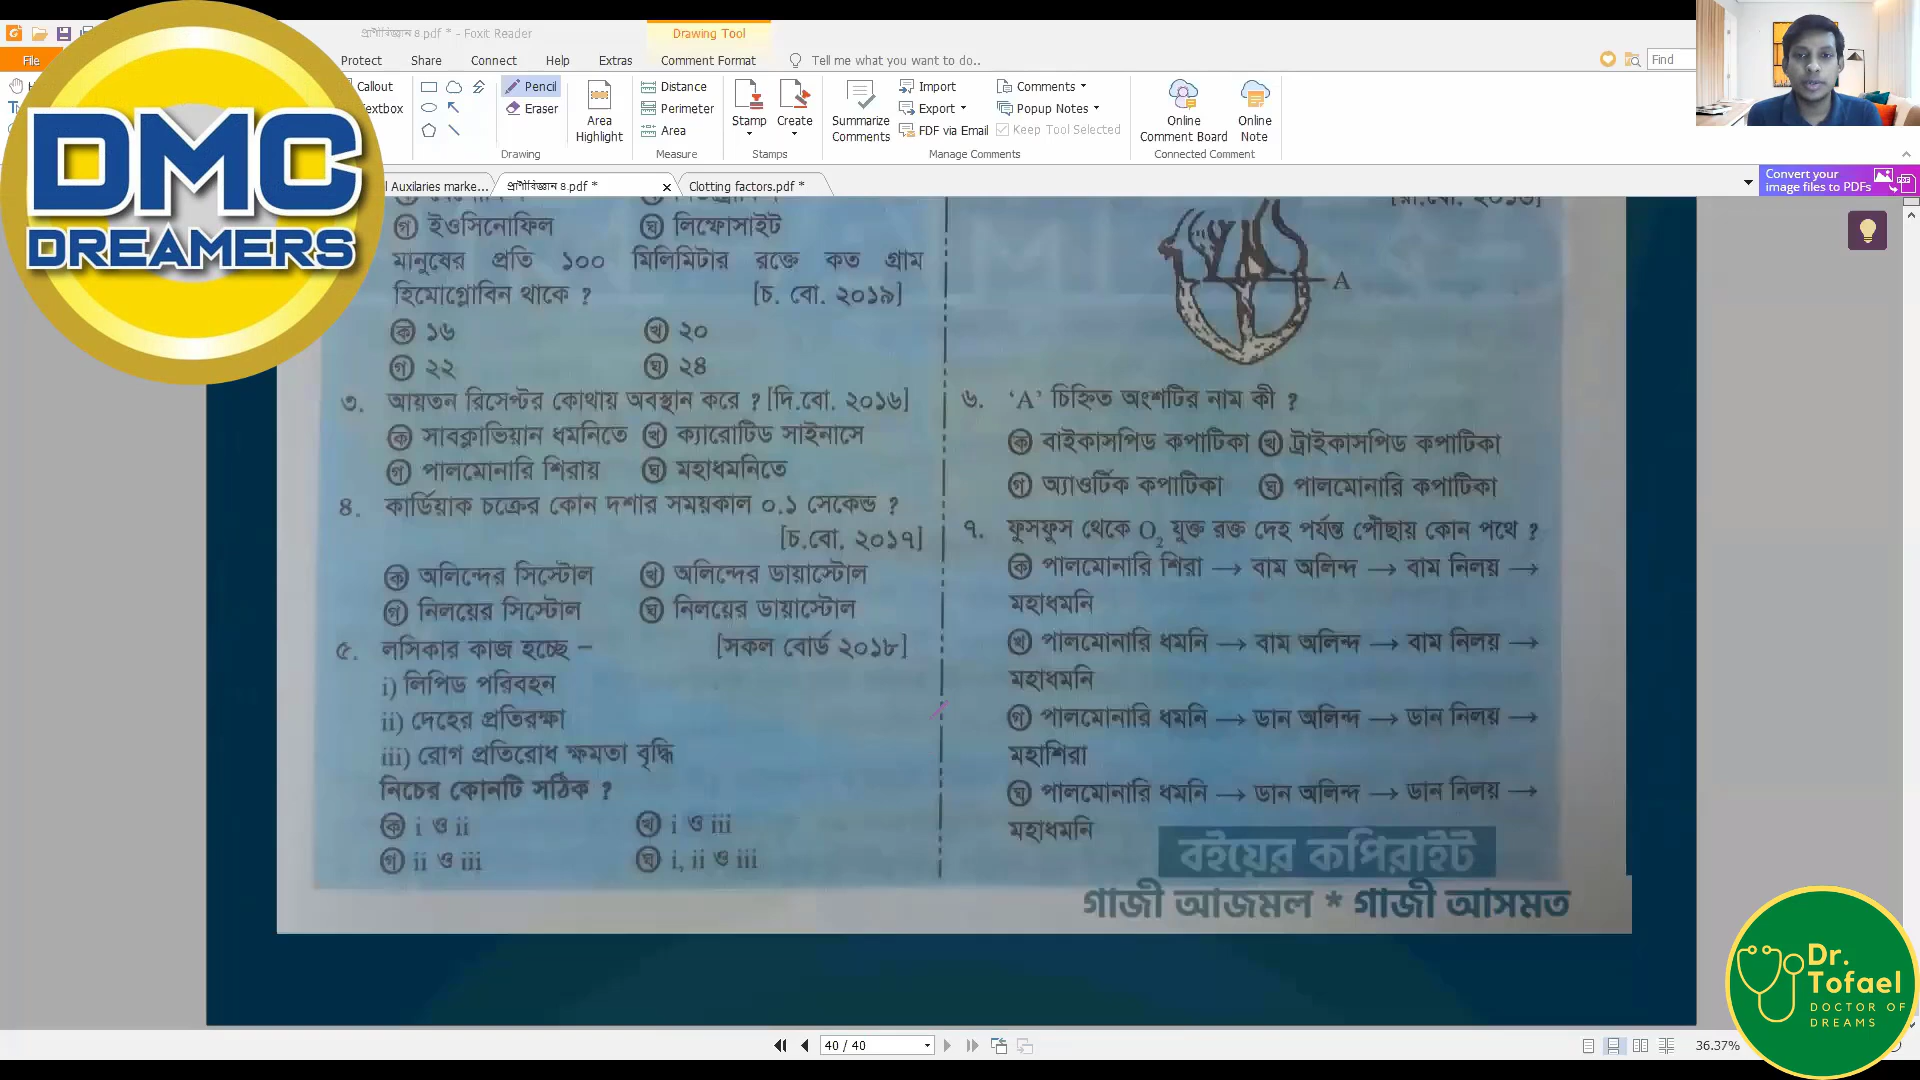 প্রাণীবিজ্ঞান ৪.pdf * - Foxit Reader
Drawing Tool
File
Protect
Share
Connect
Help
Extras
Comment Format
Tell me what you want to do..
Find
Callout
Pencil
Eraser
Area Highlight
Distance
Perimeter
Area
Stamp
Create
Summarize Comments
Import
Export
FDF via Email
Comments
Popup Notes
Keep Tool Selected
Online Comment Board
Online Note
Drawing
Measure
Stamps
Manage Comments
Connected Comment
Auxilaries marke...
প্রাণীবিজ্ঞান ৪.pdf *
Clotting factors.pdf *
Convert your
image files to PDFs
DMC
DREAMERS
গ ইওসিনোফিল
ঘ লিম্ফোসাইট
মানুষের প্রতি ১০০ মিলিমিটার রক্তে কত গ্রাম
হিমোগ্লোবিন থাকে ? [চ. বো. ২০১৯]
ক ১৬ খ ২০
গ ২২ ঘ ২৪
৩. আয়তন রিসেপ্টর কোথায় অবস্থান করে ? [দি.বো. ২০১৬]
ক সাবক্লাভিয়ান ধমনিতে খ ক্যারোটিড সাইনাসে
গ পালমোনারি শিরায় ঘ মহাধমনিতে
৪. কার্ডিয়াক চক্রের কোন দশার সময়কাল ০.১ সেকেন্ড ?
[চ.বো. ২০১৭]
ক অলিন্দের সিস্টোল খ অলিন্দের ডায়াস্টোল
গ নিলয়ের সিস্টোল ঘ নিলয়ের ডায়াস্টোল
৫. লসিকার কাজ হচ্ছে – [সকল বোর্ড ২০১৮]
i) লিপিড পরিবহন
ii) দেহের প্রতিরক্ষা
iii) রোগ প্রতিরোধ ক্ষমতা বৃদ্ধি
নিচের কোনটি সঠিক ?
ক i ও ii খ i ও iii
গ ii ও iii ঘ i, ii ও iii
A
৬. ‘A’ চিহ্নিত অংশটির নাম কী ?
ক বাইকাসপিড কপাটিকা খ ট্রাইকাসপিড কপাটিকা
গ অ্যাওর্টিক কপাটিকা ঘ পালমোনারি কপাটিকা
৭. ফুসফুস থেকে O₂ যুক্ত রক্ত দেহ পর্যন্ত পৌঁছায় কোন পথে ?
ক পালমোনারি শিরা → বাম অলিন্দ → বাম নিলয় →
মহাধমনি
খ পালমোনারি ধমনি → বাম অলিন্দ → বাম নিলয় →
মহাধমনি
গ পালমোনারি ধমনি → ডান অলিন্দ → ডান নিলয় →
মহাশিরা
ঘ পালমোনারি ধমনি → ডান অলিন্দ → ডান নিলয় →
মহাধমনি
বইয়ের কপিরাইট
গাজী আজমল * গাজী আসমত
Dr.
Tofael
DOCTOR OF
DREAMS
40 / 40
36.37%